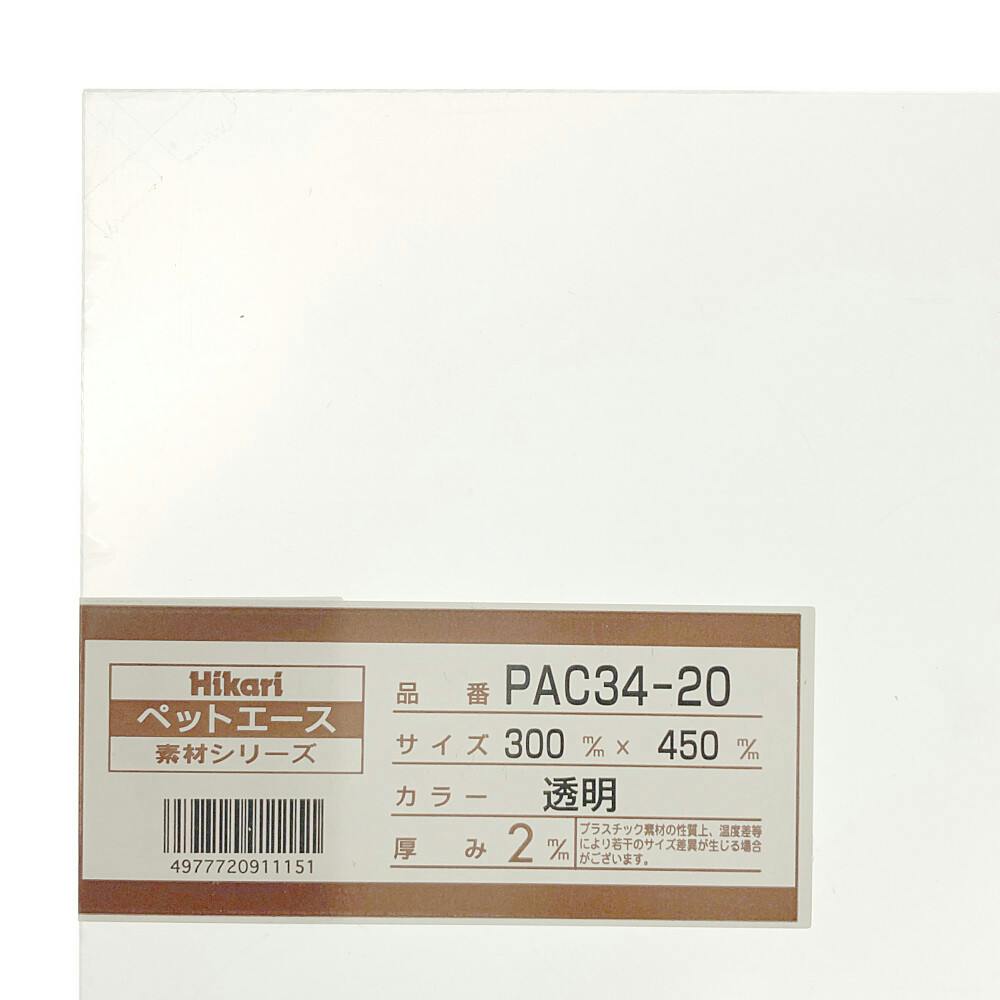 Hikari
ペットエース
素材シリーズ
4977720911151
品番 PAC34-20
サイズ 300 m/m × 450 m/m
カラー 透明
厚み 2 m/m
プラスチック素材の性質上、温度差等
により若干のサイズ差異が生じる場合
がございます。